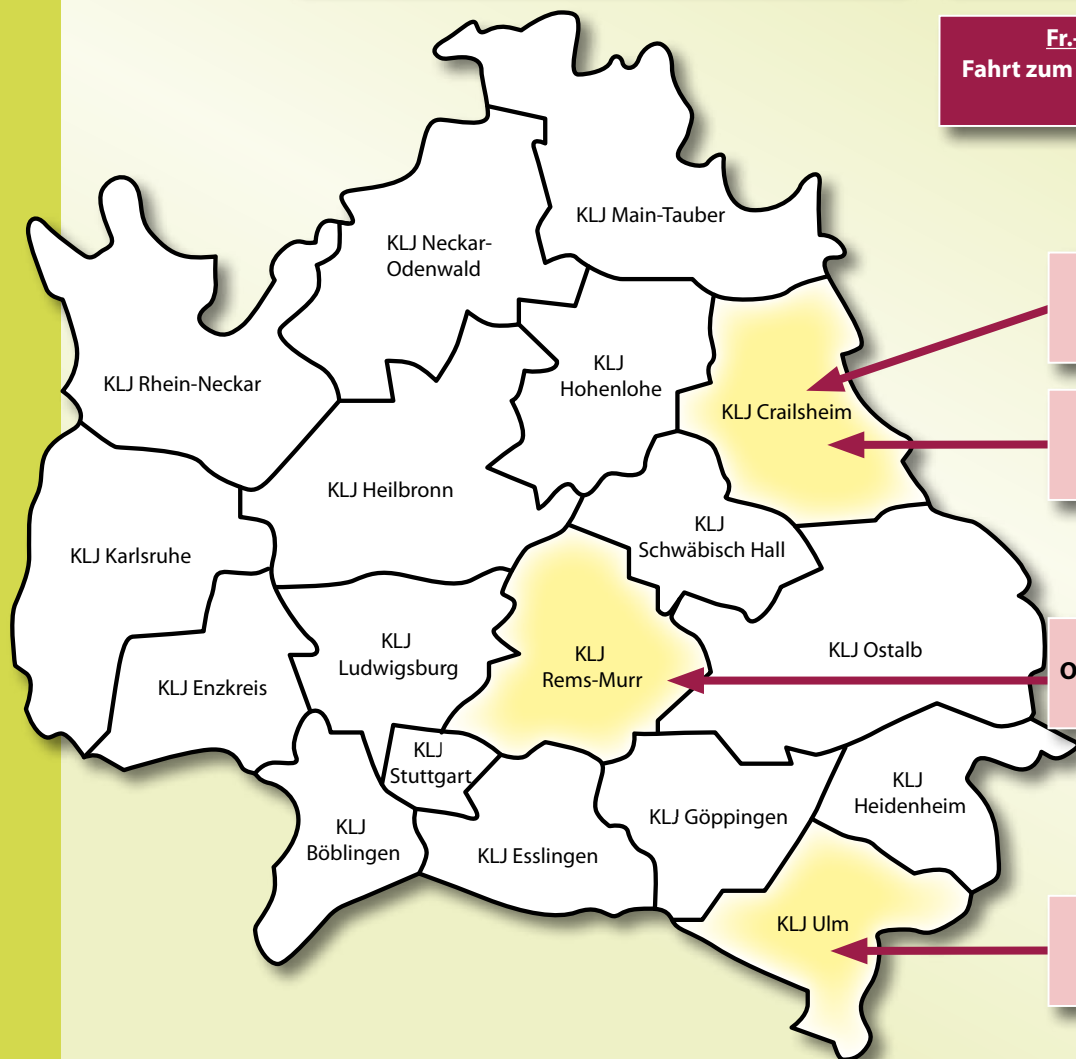 Fr.-
Fahrt zum
KLJ Main-Tauber
KLJ Neckar-
Odenwald
KLJ Rhein-Neckar
KLJ
Hohenlohe
KLJ Crailsheim
KLJ Heilbronn
KLJ
Schwäbisch Hall
KLJ Karlsruhe
KLJ
Ludwigsburg
KLJ
Rems-Murr
KLJ Ostalb
O
KLJ Enzkreis
KLJ
Stuttgart
KLJ
Heidenheim
KLJ
Böblingen
KLJ Göppingen
KLJ Esslingen
KLJ Ulm